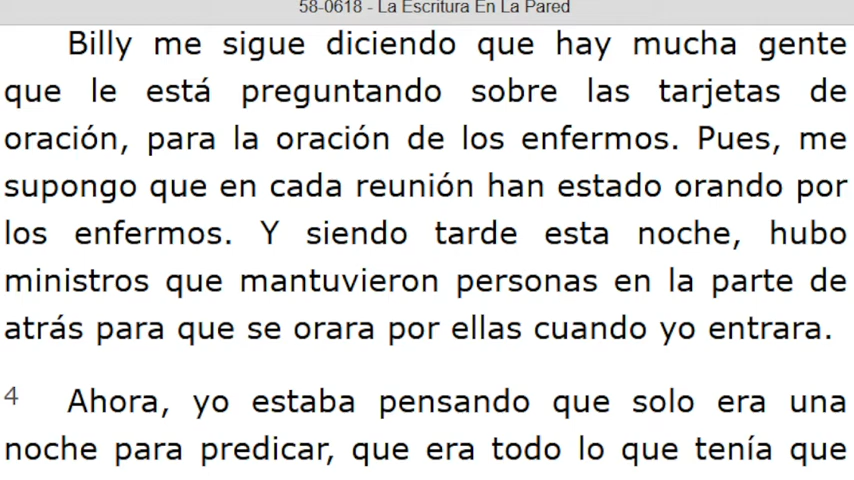 58-0618 - La Escritura En La Pared
Billy me sigue diciendo que hay mucha gente
que le está preguntando sobre las tarjetas de
oración, para la oración de los enfermos. Pues, me
supongo que en cada reunión han estado orando por
los enfermos. Y siendo tarde esta noche, hubo
ministros que mantuvieron personas en la parte de
atrás para que se orara por ellas cuando yo entrara.
4 Ahora, yo estaba pensando que solo era una
noche para predicar, que era todo lo que tenía que